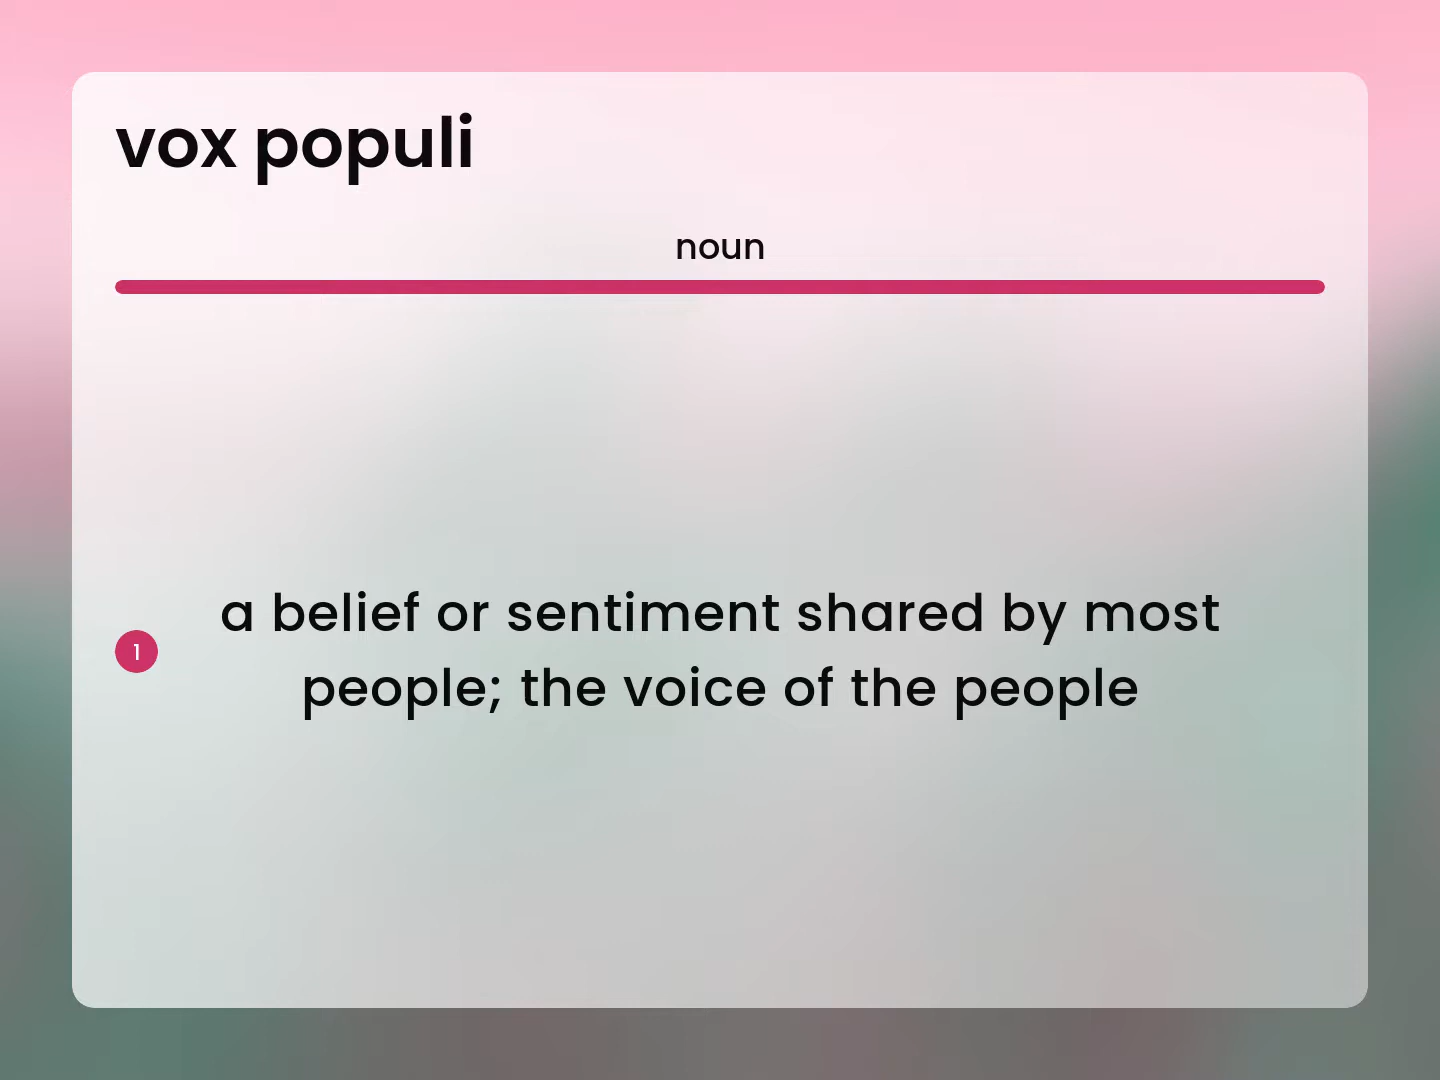 vox populi
noun
1
a belief or sentiment shared by most
people; the voice of the people